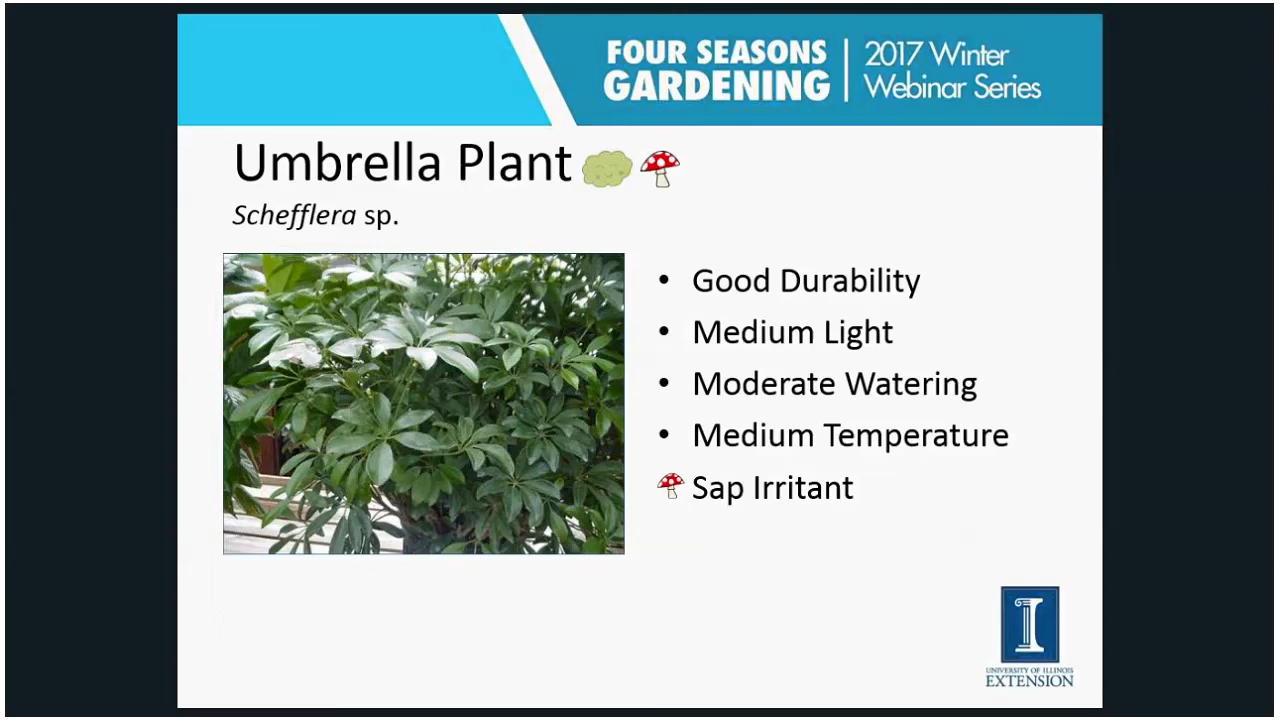 FOUR SEASONS
GARDENING
2017 Winter
Webinar Series
Umbrella Plant
Schefflera sp.
• Good Durability
• Medium Light
• Moderate Watering
• Medium Temperature
Sap Irritant
I
UNIVERSITY OF ILLINOIS
EXTENSION